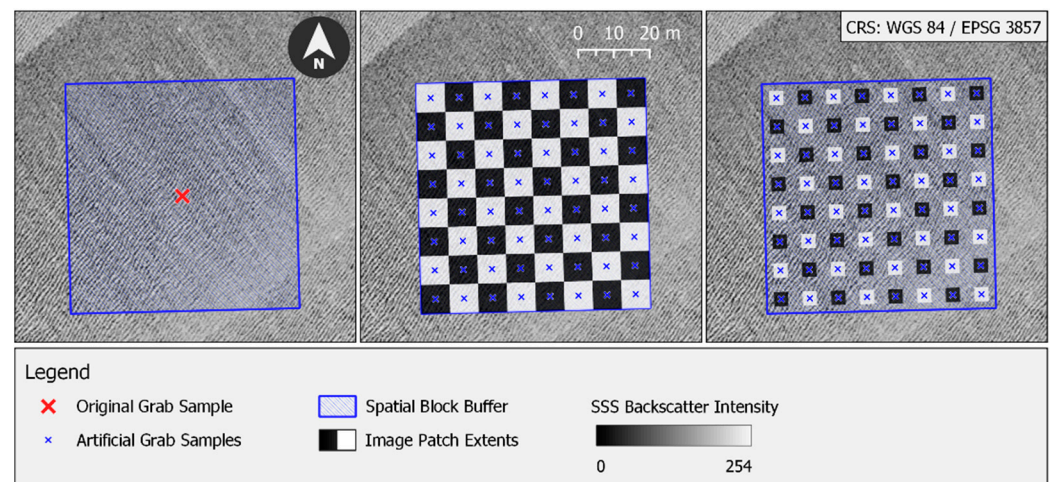 N
0 10 20 m
CRS: WGS 84 / EPSG 3857
Legend
Original Grab Sample
Artificial Grab Samples
Spatial Block Buffer
Image Patch Extents
SSS Backscatter Intensity
0 254